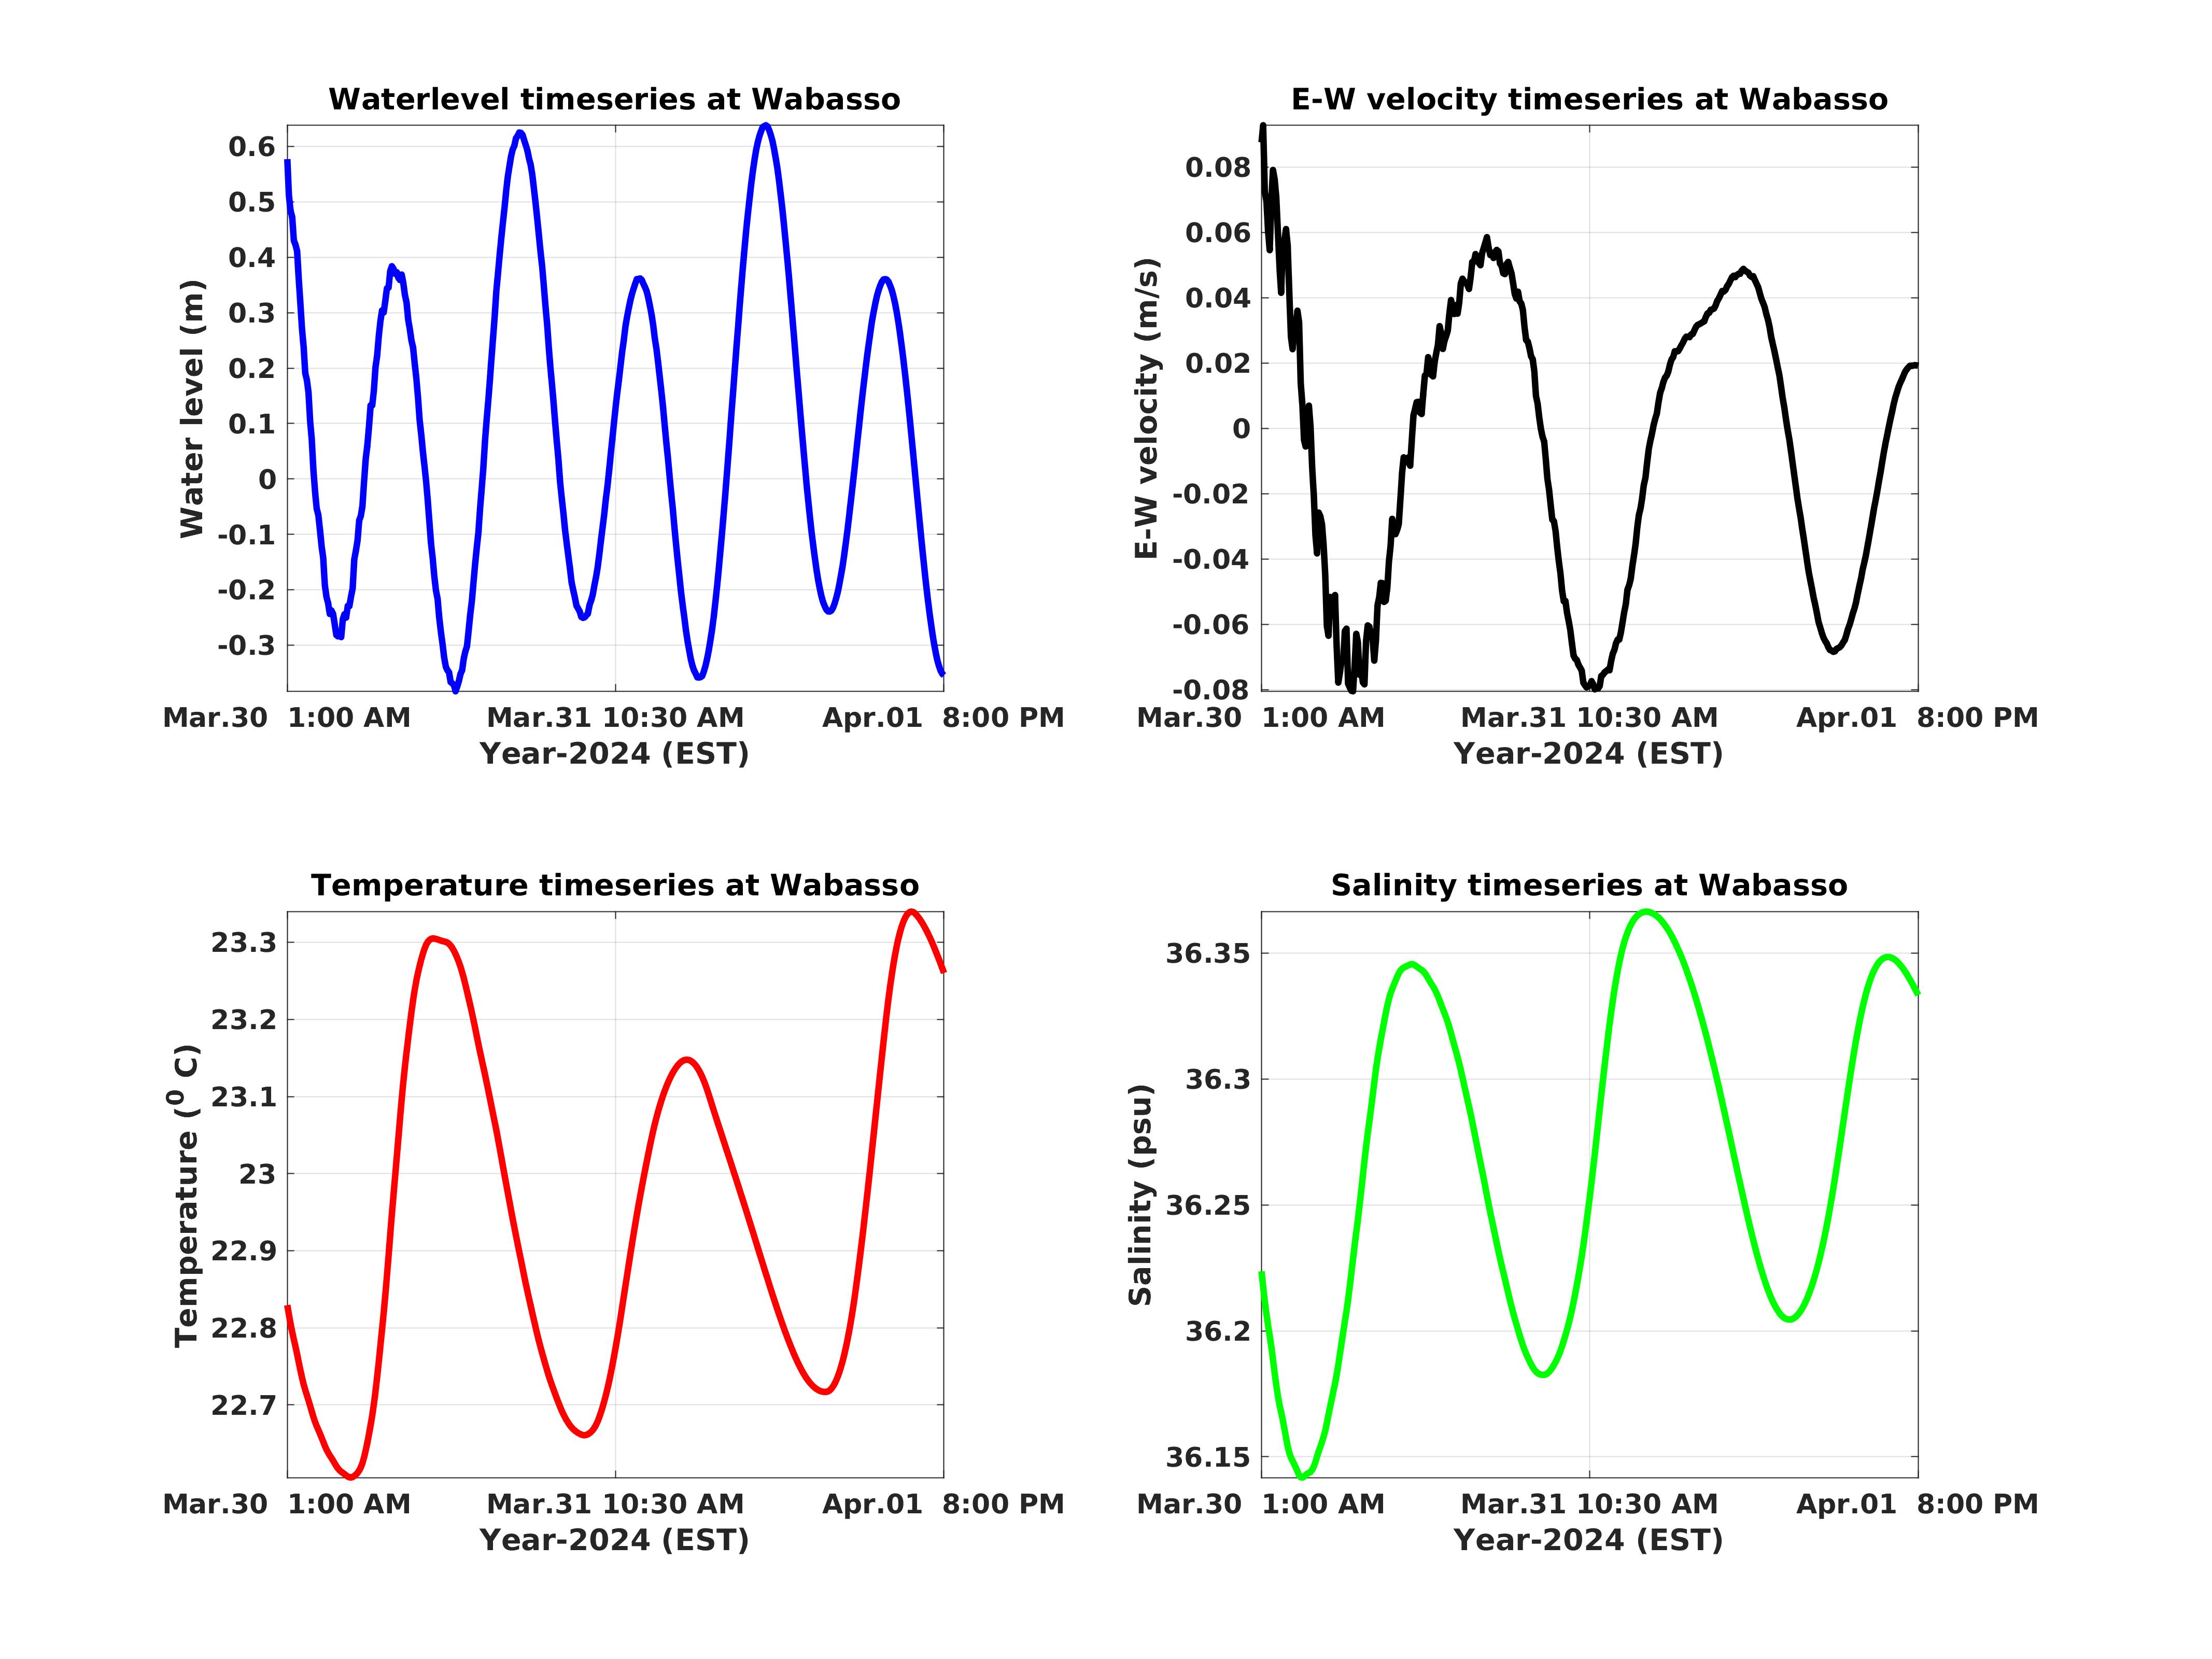 Waterlevel timeseries at Wabasso
0.6
0.5
0.4
0.3
0.2
0.1
0
-0.1
-0.2
-0.3
Water level (m)
Mar.30 1:00 AM Mar.31 10:30 AM Apr.01 8:00 PM
Year-2024 (EST)
E-W velocity timeseries at Wabasso
0.08
0.06
0.04
0.02
0
-0.02
-0.04
-0.06
-0.08
E-W velocity (m/s)
Mar.30 1:00 AM Mar.31 10:30 AM Apr.01 8:00 PM
Year-2024 (EST)
Temperature timeseries at Wabasso
23.3
23.2
23.1
23
22.9
22.8
22.7
Temperature (⁰ C)
Mar.30 1:00 AM Mar.31 10:30 AM Apr.01 8:00 PM
Year-2024 (EST)
Salinity timeseries at Wabasso
36.35
36.3
36.25
36.2
36.15
Salinity (psu)
Mar.30 1:00 AM Mar.31 10:30 AM Apr.01 8:00 PM
Year-2024 (EST)